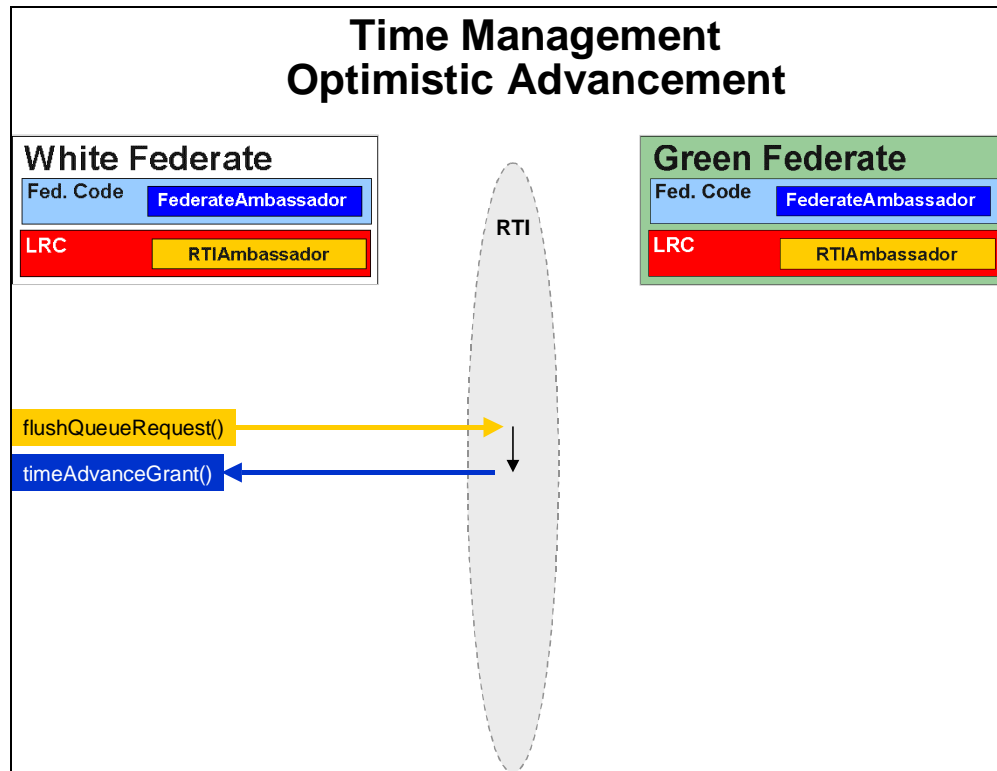 Time Management
Optimistic Advancement
White Federate
Fed. Code
FederateAmbassador
LRC
RTIAmbassador
RTI
Green Federate
Fed. Code
FederateAmbassador
LRC
RTIAmbassador
flushQueueRequest()
timeAdvanceGrant()